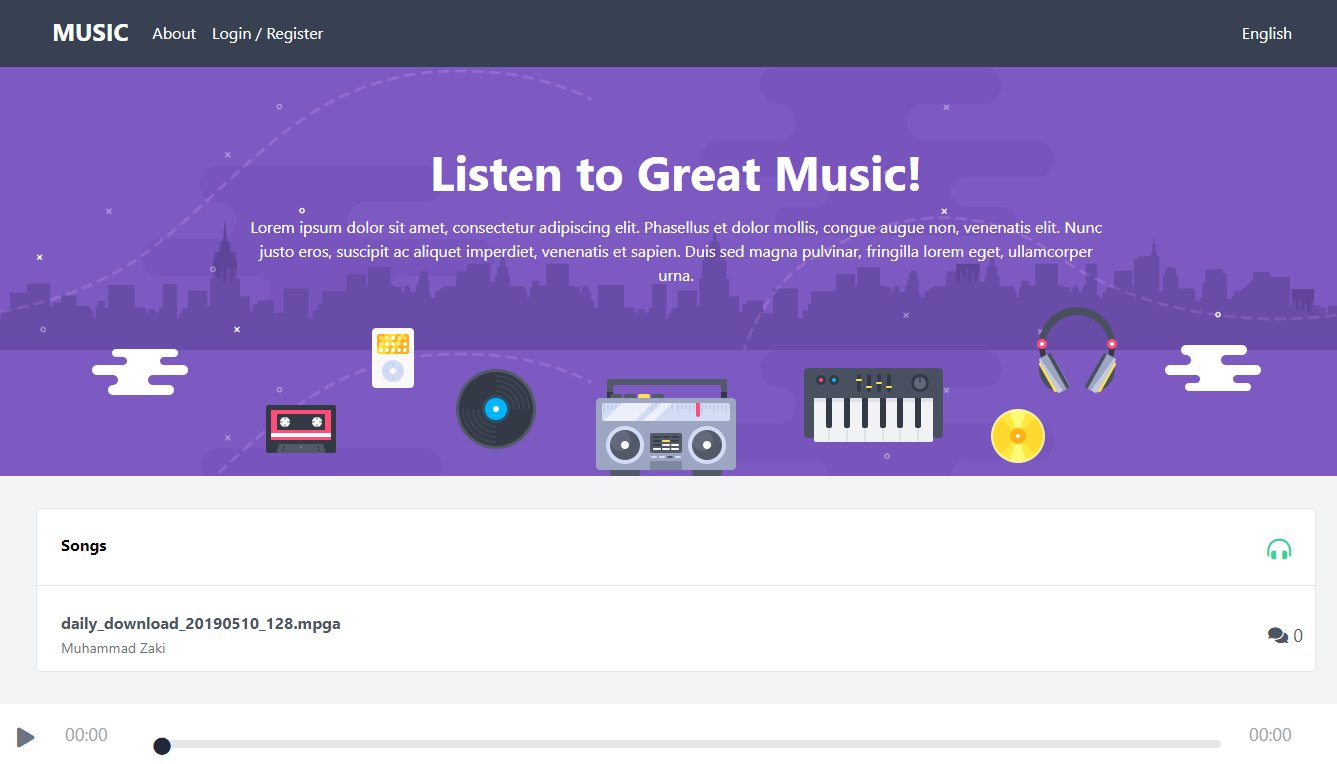 MUSIC About Login / Register English
Listen to Great Music!
Lorem ipsum dolor sit amet, consectetur adipiscing elit. Phasellus et dolor mollis, congue augue non, venenatis elit. Nunc
justo eros, suscipit ac aliquet imperdiet, venenatis et sapien. Duis sed magna pulvinar, fringilla lorem eget, ullamcorper
urna.
Songs
daily_download_20190510_128.mpga
Muhammad Zaki
0
00:00 00:00